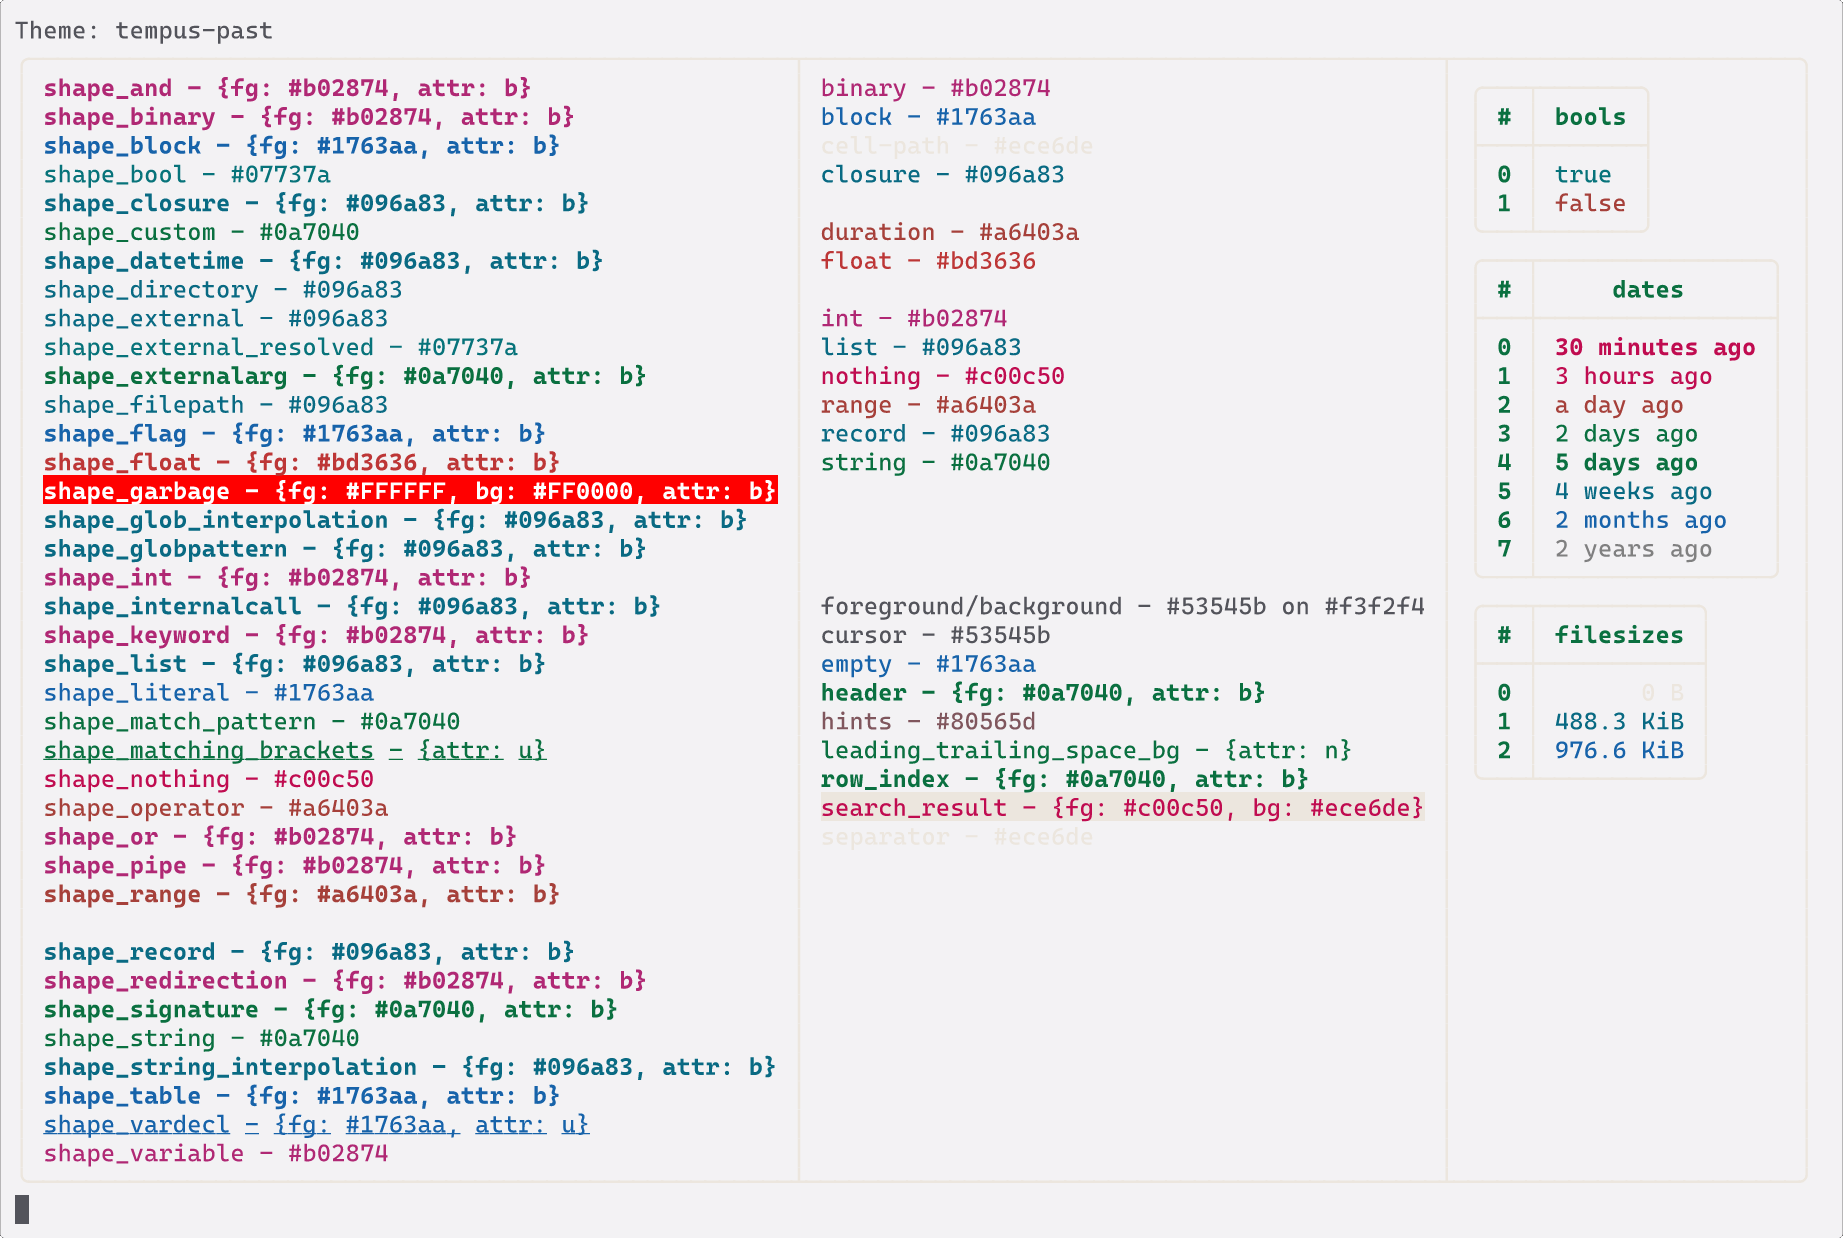 Theme: tempus-past
shape_and - {fg: #b02874, attr: b}
shape_binary - {fg: #b02874, attr: b}
shape_block - {fg: #1763aa, attr: b}
shape_bool - #07737a
shape_closure - {fg: #096a83, attr: b}
shape_custom - #0a7040
shape_datetime - {fg: #096a83, attr: b}
shape_directory - #096a83
shape_external - #096a83
shape_external_resolved - #07737a
shape_externalarg - {fg: #0a7040, attr: b}
shape_filepath - #096a83
shape_flag - {fg: #1763aa, attr: b}
shape_float - {fg: #bd3636, attr: b}
shape_garbage - {fg: #FFFFFF, bg: #FF0000, attr: b}
shape_glob_interpolation - {fg: #096a83, attr: b}
shape_globpattern - {fg: #096a83, attr: b}
shape_int - {fg: #b02874, attr: b}
shape_internalcall - {fg: #096a83, attr: b}
shape_keyword - {fg: #b02874, attr: b}
shape_list - {fg: #096a83, attr: b}
shape_literal - #1763aa
shape_match_pattern - #0a7040
shape_matching_brackets - {attr: u}
shape_nothing - #c00c50
shape_operator - #a6403a
shape_or - {fg: #b02874, attr: b}
shape_pipe - {fg: #b02874, attr: b}
shape_range - {fg: #a6403a, attr: b}
shape_record - {fg: #096a83, attr: b}
shape_redirection - {fg: #b02874, attr: b}
shape_signature - {fg: #0a7040, attr: b}
shape_string - #0a7040
shape_string_interpolation - {fg: #096a83, attr: b}
shape_table - {fg: #1763aa, attr: b}
shape_vardecl - {fg: #1763aa, attr: u}
shape_variable - #b02874
binary - #b02874
block - #1763aa
cell-path - #ece6de
closure - #096a83
duration - #a6403a
float - #bd3636
int - #b02874
list - #096a83
nothing - #c00c50
range - #a6403a
record - #096a83
string - #0a7040
foreground/background - #53545b on #f3f2f4
cursor - #53545b
empty - #1763aa
header - {fg: #0a7040, attr: b}
hints - #80565d
leading_trailing_space_bg - {attr: n}
row_index - {fg: #0a7040, attr: b}
search_result - {fg: #c00c50, bg: #ece6de}
separator - #ece6de
# bools
0 true
1 false
# dates
0 30 minutes ago
1 3 hours ago
2 a day ago
3 2 days ago
4 5 days ago
5 4 weeks ago
6 2 months ago
7 2 years ago
# filesizes
0 0 B
1 488.3 KiB
2 976.6 KiB